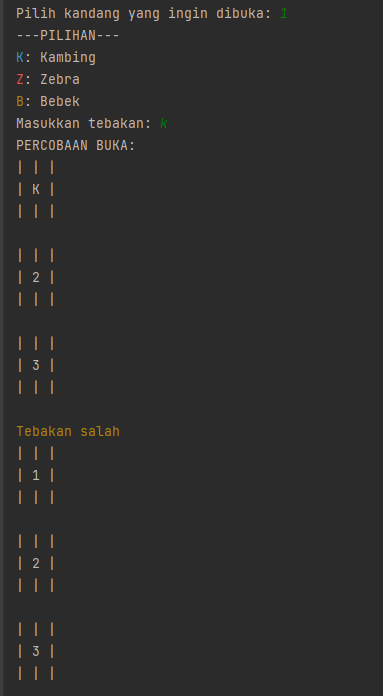 Pilih kandang yang ingin dibuka: 1
---PILIHAN---
K: Kambing
Z: Zebra
B: Bebek
Masukkan tebakan: k
PERCOBAAN BUKA:
| | |
| K |
| | |

| | |
| 2 |
| | |

| | |
| 3 |
| | |

Tebakan salah
| | |
| 1 |
| | |

| | |
| 2 |
| | |

| | |
| 3 |
| | |